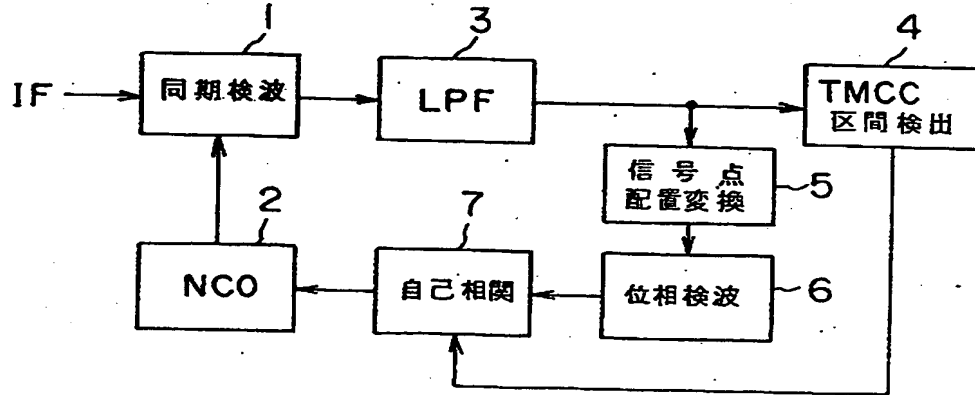 1
3
4
IF
同期検波
LPF
TMCC
区間検出
信号点
配置変換
5
2
7
NCO
自己相関
位相検波
6